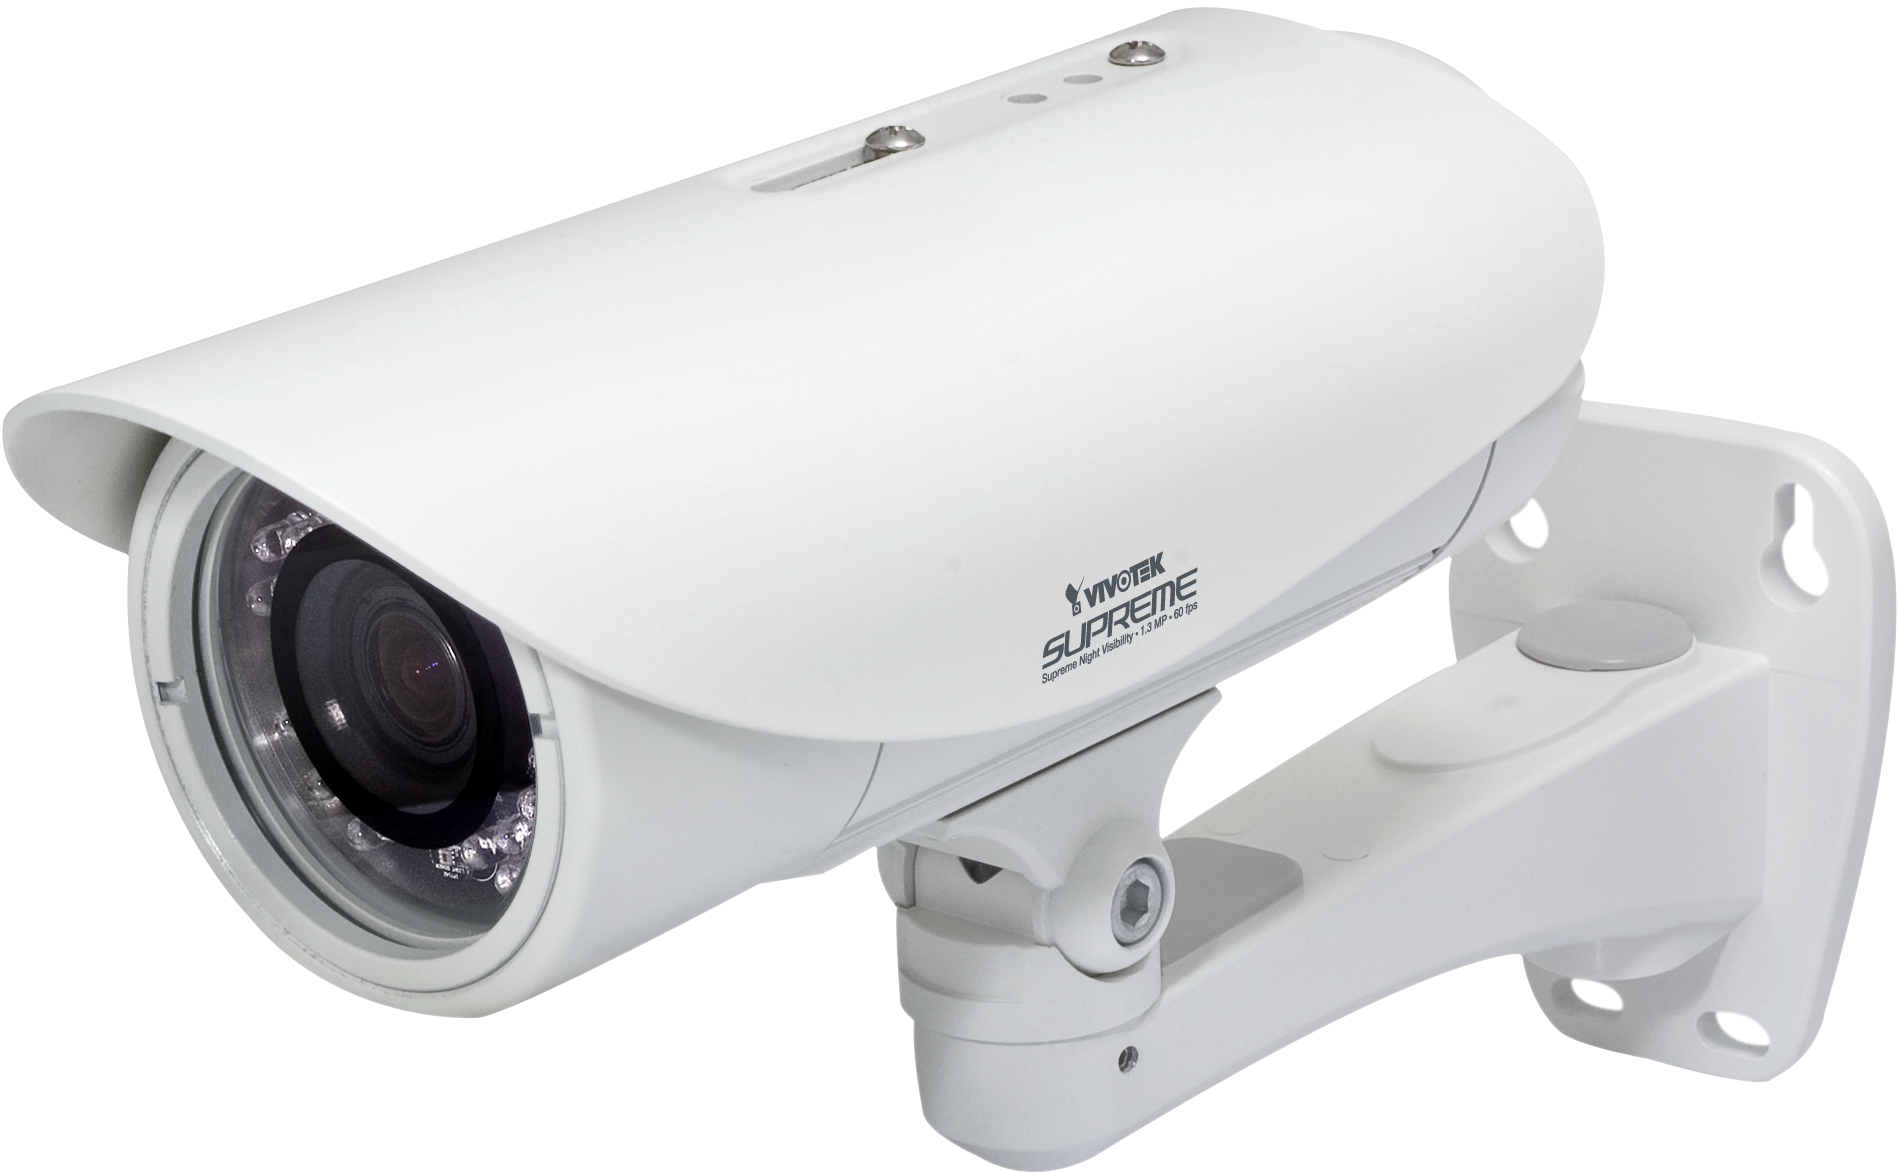 VIVOTEK
SUPREME
Supreme Night Visibility • 1.3 MP • 60 fps